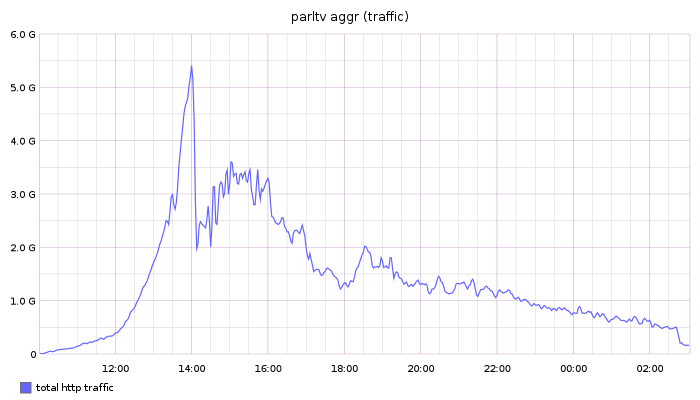 parltv aggr (traffic)
6.0 G
5.0 G
4.0 G
3.0 G
2.0 G
1.0 G
0
12:00 14:00 16:00 18:00 20:00 22:00 00:00 02:00
total http traffic